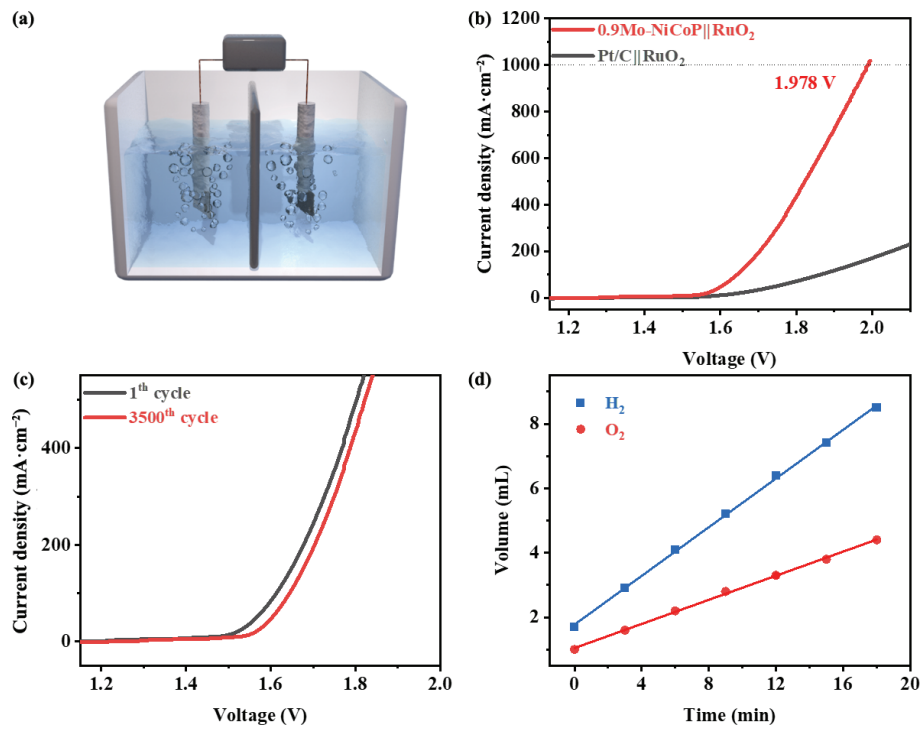 (a)
(b)
1200
1000
800
600
400
200
0
Current density (mA·cm⁻²)
0.9Mo-NiCoP||RuO₂
Pt/C||RuO₂
1.978 V
1.2
1.4
1.6
1.8
2.0
Voltage (V)
(c)
400
200
0
Current density (mA·cm⁻²)
1ᵗʰ cycle
3500ᵗʰ cycle
1.2
1.4
1.6
1.8
2.0
Voltage (V)
(d)
8
6
4
2
Volume (mL)
H₂
O₂
0
4
8
12
16
20
Time (min)